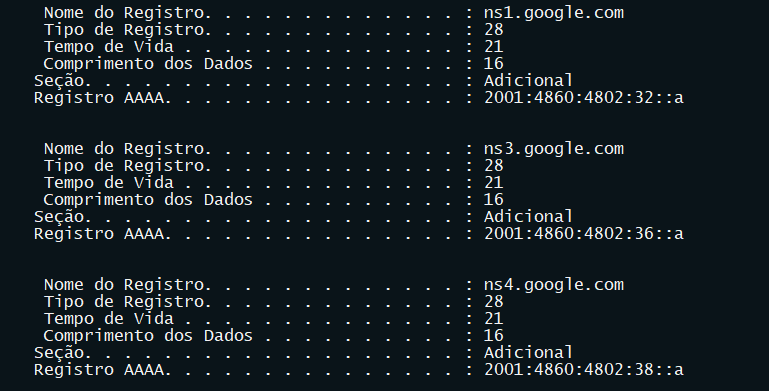 Nome do Registro. . . . . . . . . . . . . : ns1.google.com
Tipo de Registro. . . . . . . . . . . . . : 28
Tempo de Vida . . . . . . . . . . . . . . : 21
Comprimento dos Dados . . . . . . . . . . : 16
Seção. . . . . . . . . . . . . . . . . . . : Adicional
Registro AAAA. . . . . . . . . . . . . . . : 2001:4860:4802:32::a
Nome do Registro. . . . . . . . . . . . . : ns3.google.com
Tipo de Registro. . . . . . . . . . . . . : 28
Tempo de Vida . . . . . . . . . . . . . . : 21
Comprimento dos Dados . . . . . . . . . . : 16
Seção. . . . . . . . . . . . . . . . . . . : Adicional
Registro AAAA. . . . . . . . . . . . . . . : 2001:4860:4802:36::a
Nome do Registro. . . . . . . . . . . . . : ns4.google.com
Tipo de Registro. . . . . . . . . . . . . : 28
Tempo de Vida . . . . . . . . . . . . . . : 21
Comprimento dos Dados . . . . . . . . . . : 16
Seção. . . . . . . . . . . . . . . . . . . : Adicional
Registro AAAA. . . . . . . . . . . . . . . : 2001:4860:4802:38::a